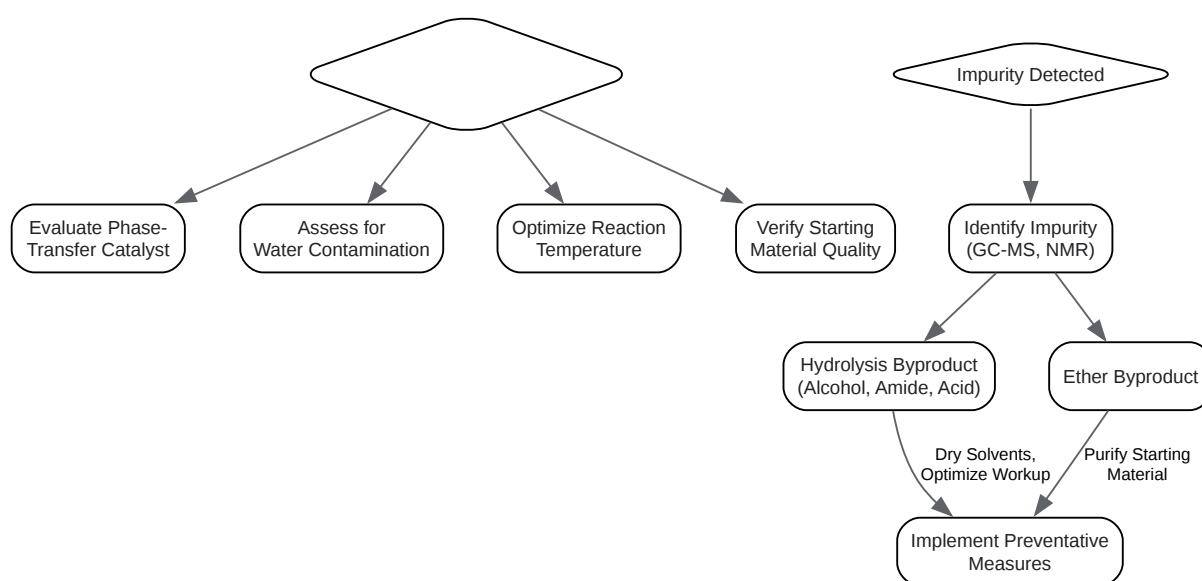 Impurity Detected
Evaluate Phase-
Transfer Catalyst
Assess for
Water Contamination
Optimize Reaction
Temperature
Verify Starting
Material Quality
Identify Impurity
(GC-MS, NMR)
Hydrolysis Byproduct
(Alcohol, Amide, Acid)
Ether Byproduct
Dry Solvents,
Optimize Workup
Purify Starting
Material
Implement Preventative
Measures